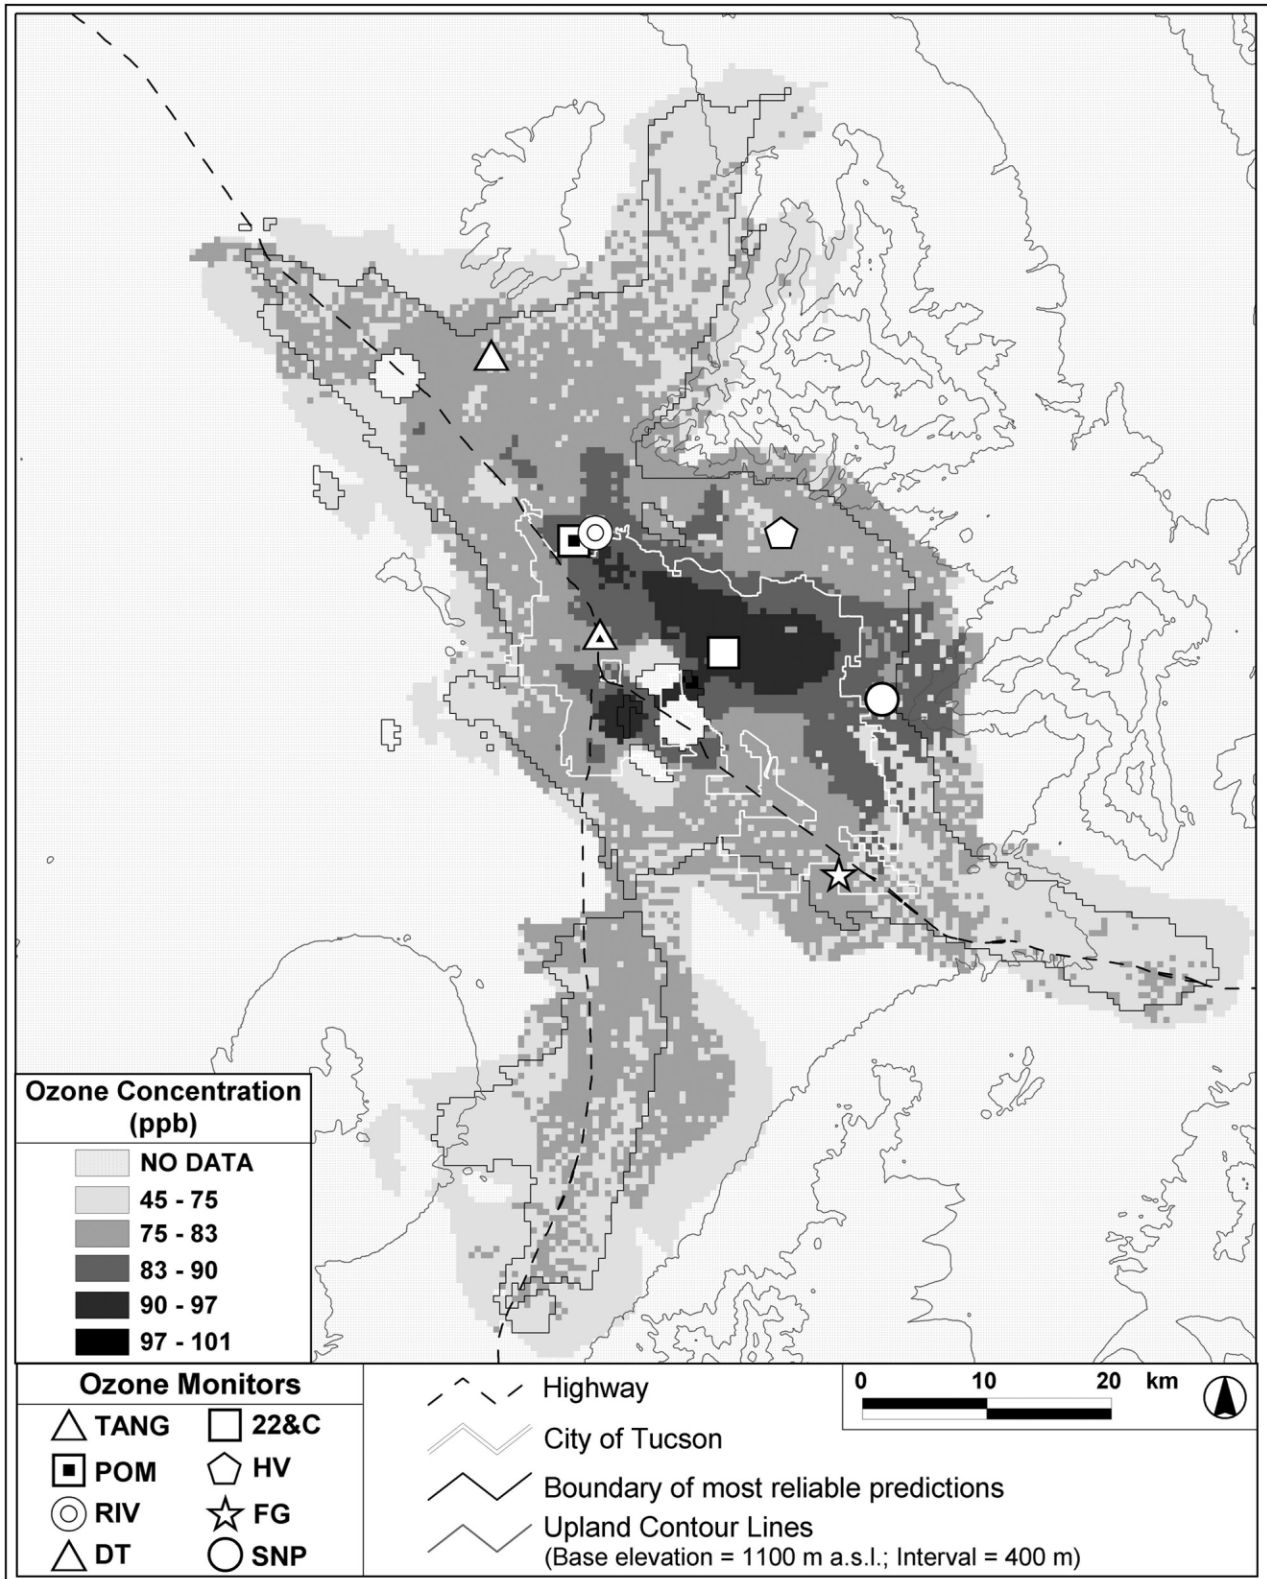 Ozone Concentration
(ppb)
NO DATA
45 - 75
75 - 83
83 - 90
90 - 97
97 - 101
Ozone Monitors
TANG
22&C
POM
HV
RIV
FG
DT
SNP
Highway
City of Tucson
Boundary of most reliable predictions
Upland Contour Lines
(Base elevation = 1100 m a.s.l.; Interval = 400 m)
0 10 20 km